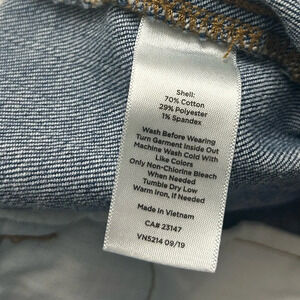 Shell:
70% Cotton
29% Polyester
1% Spandex
Wash Before Wearing
Turn Garment Inside Out
Machine Wash Cold With
Like Colors
Only Non-Chlorine Bleach
When Needed
Tumble Dry Low
Warm Iron, If Needed
Made in Vietnam
CA# 23147
VN5214 09/19